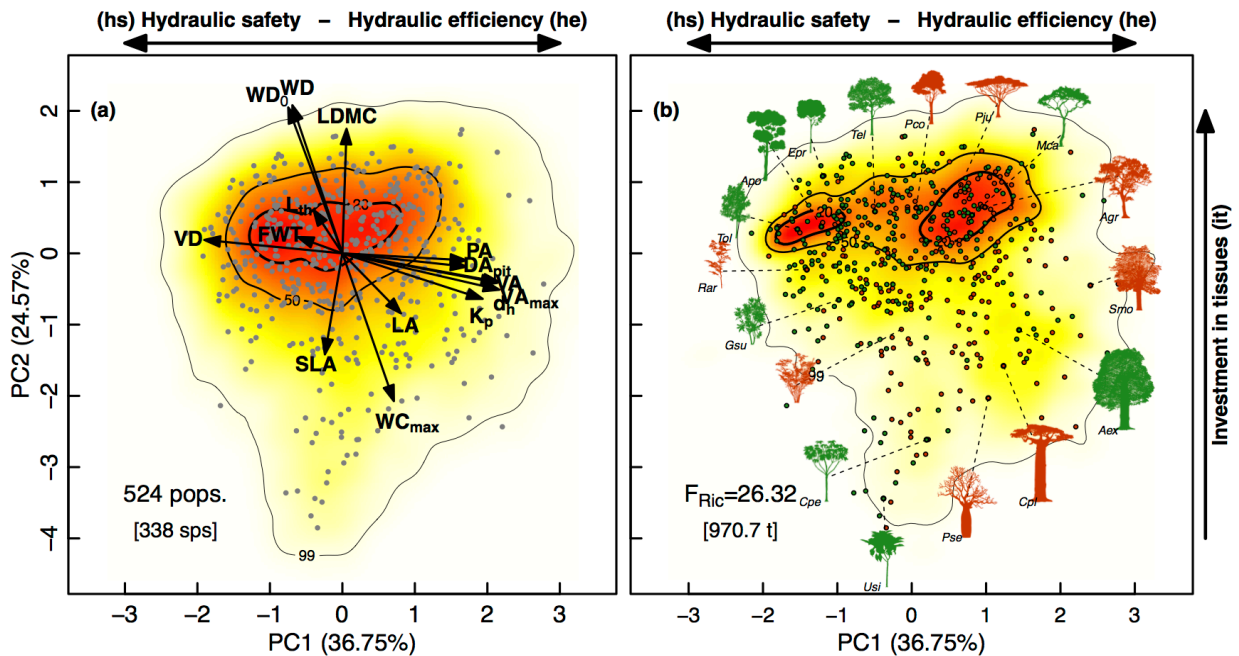 (hs) Hydraulic safety – Hydraulic efficiency (he)
(hs) Hydraulic safety – Hydraulic efficiency (he)
(a)
WD0
WD
LDMC
Lth
20
VD
FWT
PA
DApit
VA
VAmax
dh
Kp
50
LA
SLA
WCmax
524 pops.
[338 sps]
99
2
1
0
−1
−2
−3
−4
PC2 (24.57%)
−3 −2 −1 0 1 2 3
PC1 (36.75%)
(b)
Apo
Epr
Tel
Pco
Pju
Mca
Agr
Tol
50
Rar
Smo
Gsu
99
Aex
Cpe
FRic=26.32
[970.7 t]
Cpl
Pse
Usi
−3 −2 −1 0 1 2 3
PC1 (36.75%)
Investment in tissues (it)